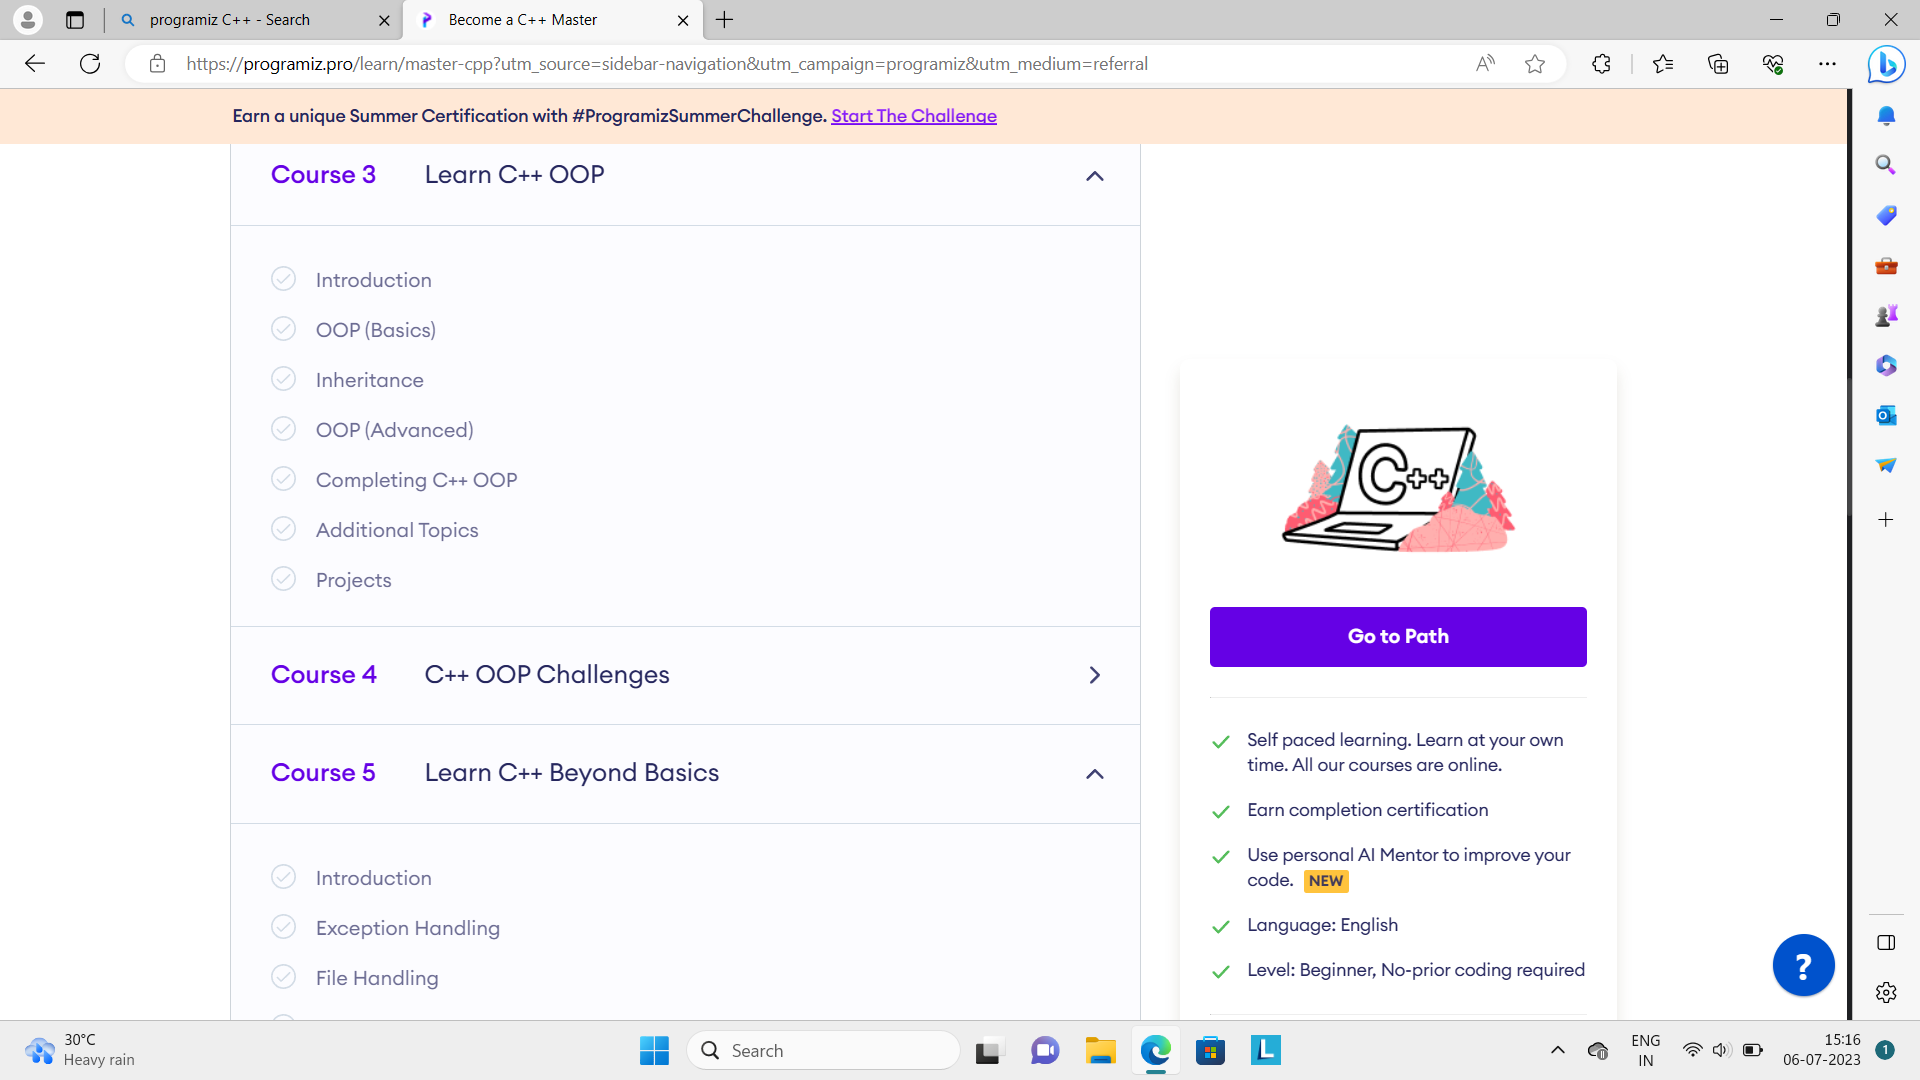 programiz C++ - Search
Become a C++ Master
https://programiz.pro/learn/master-cpp?utm_source=sidebar-navigation&utm_campaign=programiz&utm_medium=referral
Earn a unique Summer Certification with #ProgramizSummerChallenge. Start The Challenge
Course 3 Learn C++ OOP
Introduction
OOP (Basics)
Inheritance
OOP (Advanced)
Completing C++ OOP
Additional Topics
Projects
Course 4 C++ OOP Challenges
Course 5 Learn C++ Beyond Basics
Introduction
Exception Handling
File Handling
C++
Go to Path
Self paced learning. Learn at your own
time. All our courses are online.
Earn completion certification
Use personal AI Mentor to improve your
code. NEW
Language: English
Level: Beginner, No-prior coding required
?
30°C
Heavy rain
Search
ENG
IN
15:16
06-07-2023
1